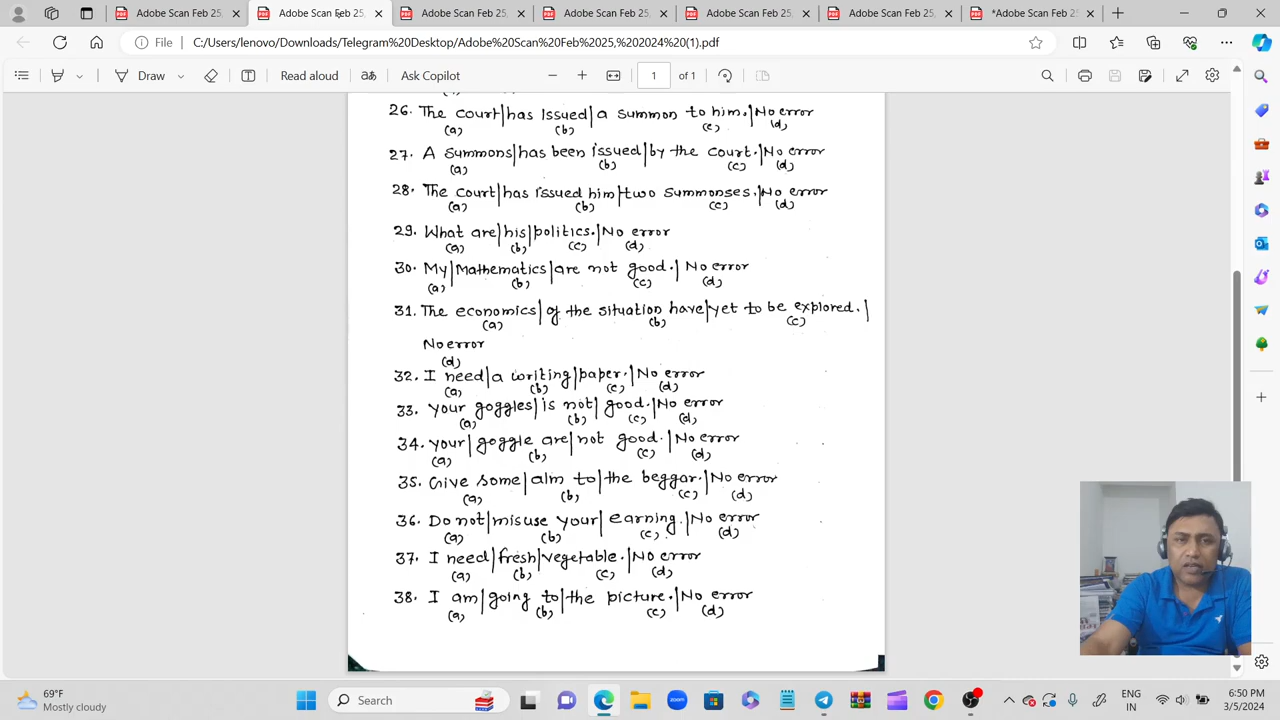 Adobe Scan Feb 25, Adobe Scan Feb 25, Adobe Scan Feb 25, Adobe Scan Feb 25, Adobe Scan Feb 25, Adobe Scan Feb 25, *Adobe Scan Feb 25,
File C:/Users/lenovo/Downloads/Telegram%20Desktop/Adobe%20Scan%20Feb%2025,%202024%20(1).pdf
Draw Read aloud Ask Copilot 1 of 1
26. The court|has issued|a summon to him.|No error
(a) (b) (c) (d)
27. A summons|has been issued|by the court.|No error
(a) (b) (c) (d)
28. The court|has issued him|two summonses.|No error
(a) (b) (c) (d)
29. What are|his|politics.|No error
(a) (b) (c) (d)
30. My|Mathematics|are not good.|No error
(a) (b) (c) (d)
31. The economics|of the situation have|yet to be explored.|
(a) (b) (c)
No error
(d)
32. I need|a writing|paper.|No error
(a) (b) (c) (d)
33. Your goggles|is not|good.|No error
(a) (b) (c) (d)
34. Your|goggle are|not good.|No error
(a) (b) (c) (d)
35. Give some|alm to|the beggar.|No error
(a) (b) (c) (d)
36. Do not|misuse your|earning.|No error
(a) (b) (c) (d)
37. I need|fresh|vegetable.|No error
(a) (b) (c) (d)
38. I am|going to|the picture.|No error
(a) (b) (c) (d)
69°F
Mostly cloudy
Search
ENG
IN
6:50 PM
3/5/2024